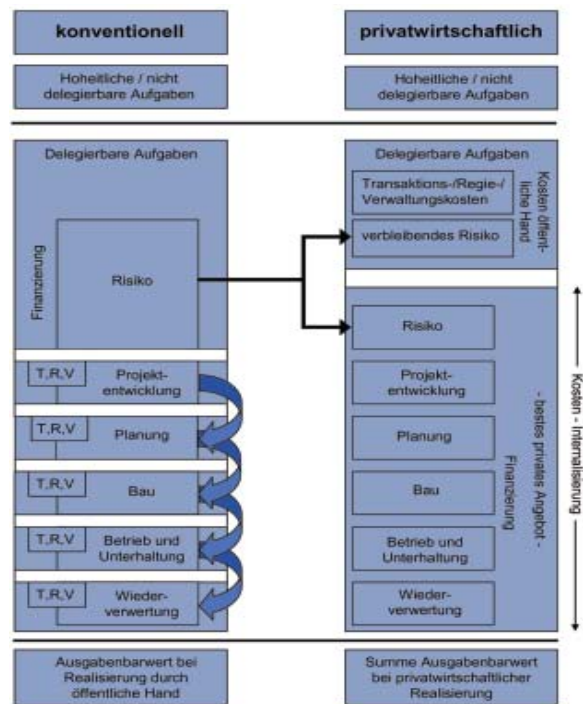 konventionell
Hoheitliche / nicht
delegierbare Aufgaben
Delegierbare Aufgaben
Finanzierung
Risiko
T,R,V
Projekt-
entwicklung
T,R,V
Planung
T,R,V
Bau
T,R,V
Betrieb und
Unterhaltung
T,R,V
Wieder-
verwertung
Ausgabenbarwert bei
Realisierung durch
öffentliche Hand
privatwirtschaftlich
Hoheitliche / nicht
delegierbare Aufgaben
Delegierbare Aufgaben
Transaktions-/Regie-/
Verwaltungskosten
verbleibendes Risiko
Kosten öffent-
liche Hand
Risiko
Projekt-
entwicklung
Planung
Bau
Betrieb und
Unterhaltung
Wieder-
verwertung
Finanzierung
- bestes privates Angebot -
Kosten - Internalisierung
Summe Ausgabenbarwert
bei privatwirtschaftlicher
Realisierung